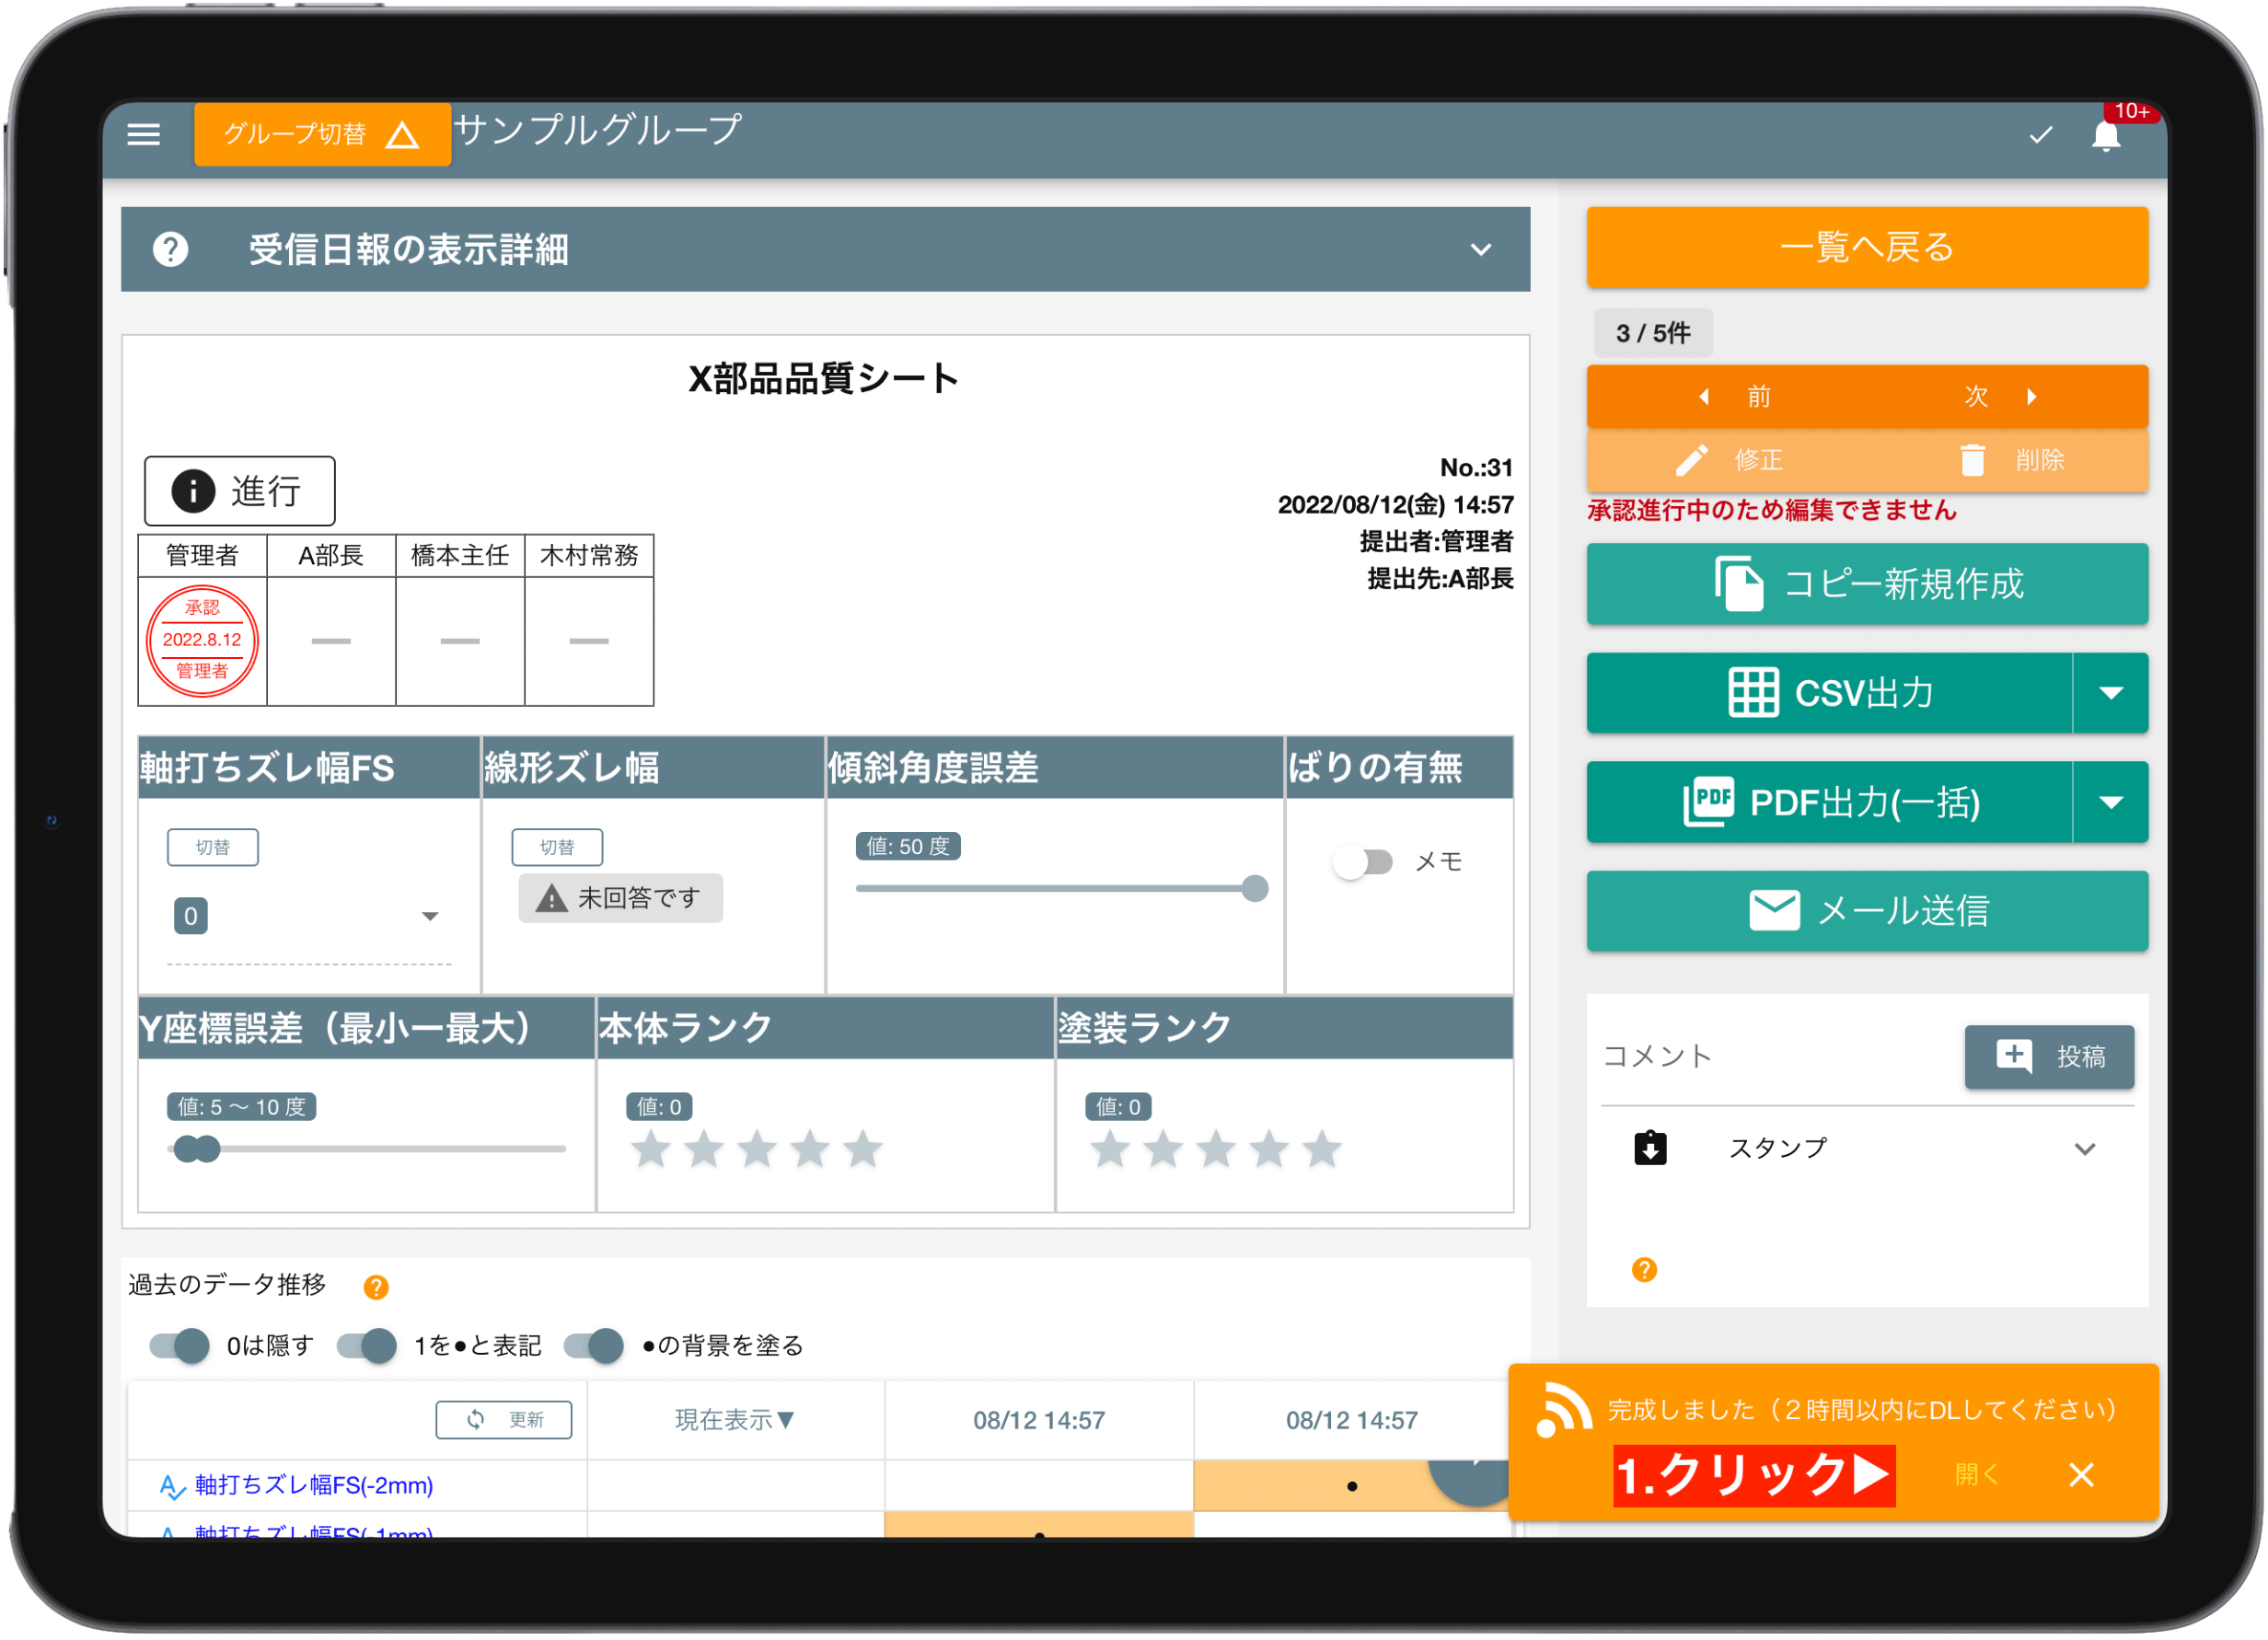 グループ切替 サンプルグループ
10+
受信日報の表示詳細
X部品品質シート
進行
No.:31
2022/08/12(金) 14:57
提出者:管理者
提出先:A部長
管理者 A部長 橋本主任 木村常務
承認
2022.8.12
管理者
軸打ちズレ幅FS 線形ズレ幅 傾斜角度誤差 ばりの有無
切替 切替 値: 50 度 メモ
未回答です
0
Y座標誤差（最小ー最大） 本体ランク 塗装ランク
値: 5 〜 10 度 値: 0 値: 0
過去のデータ推移
0は隠す 1を●と表記 ●の背景を塗る
更新 現在表示▼ 08/12 14:57 08/12 14:57
軸打ちズレ幅FS(-2mm) ●
軸打ちズレ幅FS(-1mm) ●
一覧へ戻る
3 / 5件
前 次
修正 削除
承認進行中のため編集できません
コピー新規作成
CSV出力
PDF PDF出力(一括)
メール送信
コメント 投稿
スタンプ
完成しました（２時間以内にDLしてください）
1.クリック▶ 開く